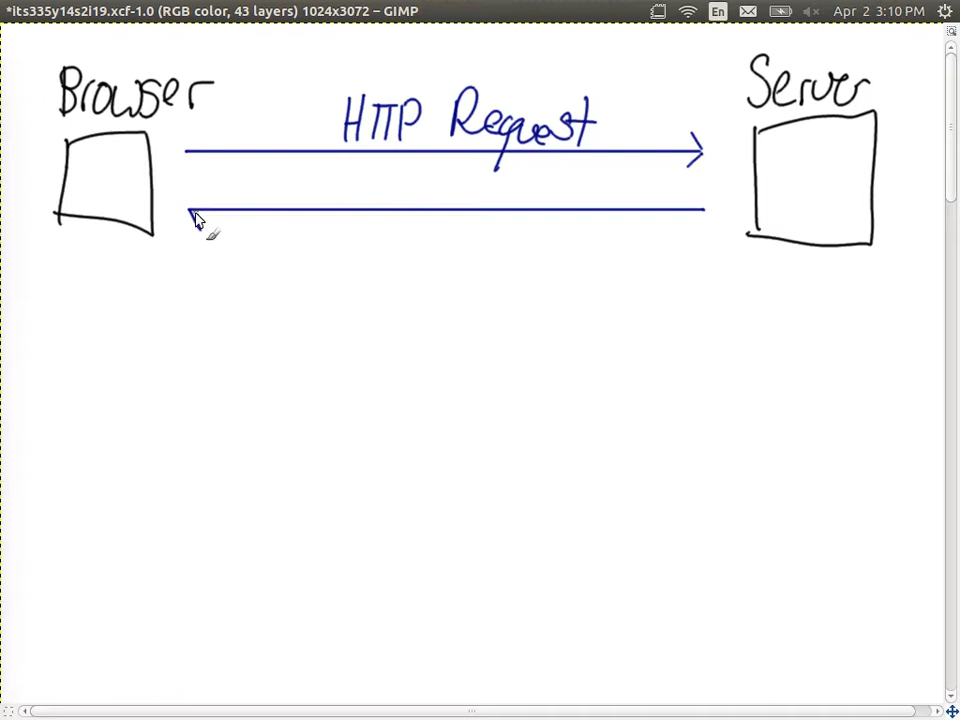 *its335y14s2i19.xcf-1.0 (RGB color, 43 layers) 1024x3072 – GIMP En Apr 2 3:10 PM
Browser Server
HTTP Request